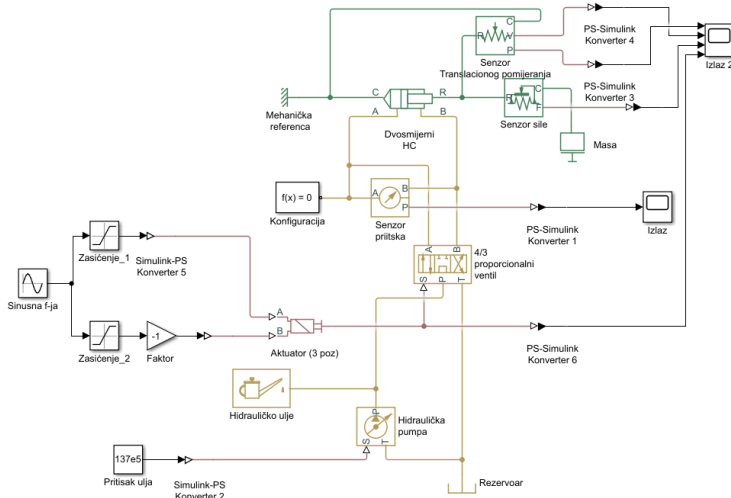 C
R
V
P
PS-Simulink
Konverter 4
Izlaz 2
Senzor
Translacionog pomijeranja
C
R
A
B
Mehanička
referenca
Dvosmijerni
HC
R
C
F
Senzor sile
PS-Simulink
Konverter 3
Masa
f(x) = 0
Konfiguracija
A
B
P
Senzor
priitska
PS-Simulink
Konverter 1
Izlaz
Zasićenje_1
Simulink-PS
Konverter 5
A
B
S
P
T
4/3
proporcionalni
ventil
Sinusna f-ja
Zasićenje_2
-1
Faktor
A
B
Aktuator (3 poz)
PS-Simulink
Konverter 6
Hidrauličko ulje
P
S
T
Hidraulička
pumpa
137e5
Pritisak ulja
Simulink-PS
Konverter 2
Rezervoar